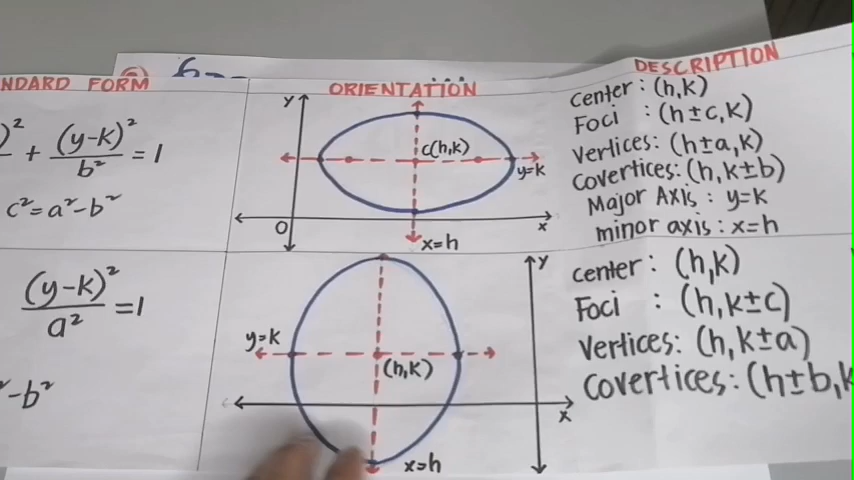 NDARD FORM
ORIENTATION
DESCRIPTION
)² + (y-k)²/b² = 1
c² = a² - b²
Y
C(h,k)
y=k
O
x
x=h
Center : (h,k)
Foci : (h±c,k)
Vertices: (h±a,k)
Covertices: (h,k±b)
Major Axis : y=k
minor axis : x=h
(y-k)²/a² = 1
² - b²
Y
y=k
(h,k)
X
x=h
center : (h,k)
Foci : (h,k±c)
Vertices: (h,k±a)
Covertices: (h±b,k